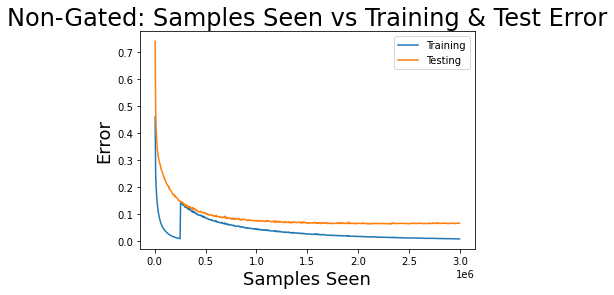 Non-Gated: Samples Seen vs Training & Test Error
Training
Testing
Error
0.7
0.6
0.5
0.4
0.3
0.2
0.1
0.0
0.0 0.5 1.0 1.5 2.0 2.5 3.0
1e6
Samples Seen